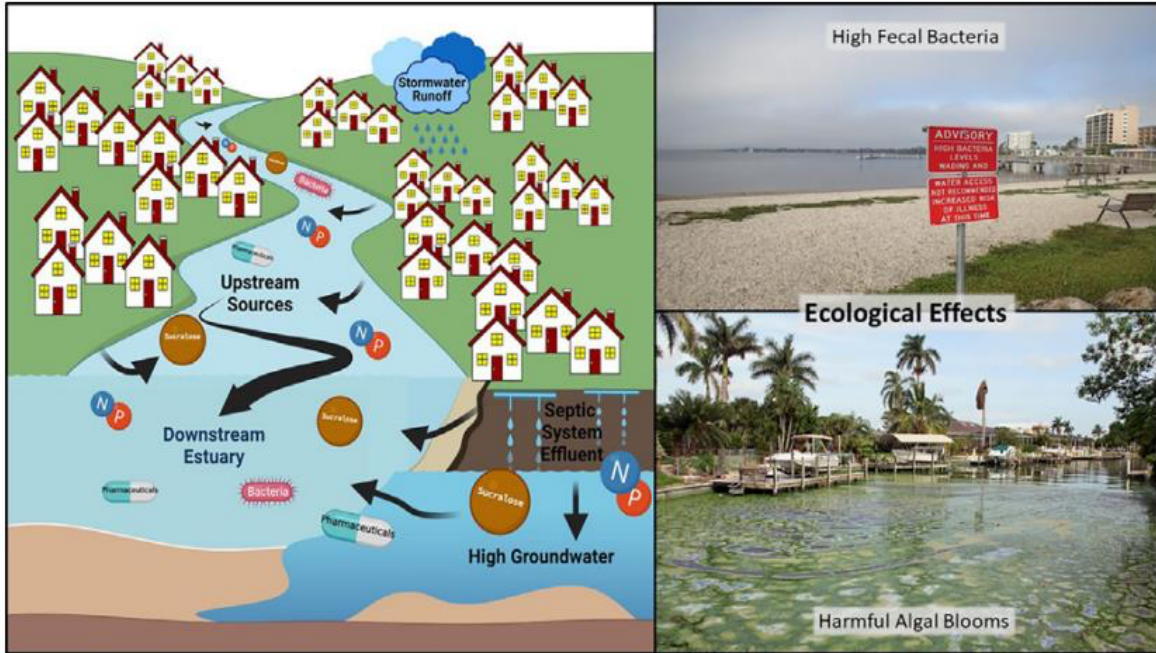 Stormwater
Runoff
N
P
Sucralose
Bacteria
N
P
Pharmaceuticals
Upstream
Sources
Sucralose
N
P
N
P
Sucralose
Downstream
Estuary
Septic
System
Effluent
N
P
Pharmaceuticals
Bacteria
Sucralose
Pharmaceuticals
High Groundwater
High Fecal Bacteria
ADVISORY
HIGH BACTERIA
LEVELS
WADING AND
WATER ACCESS
NOT RECOMMENDED
INCREASED RISK
OF ILLNESS
AT THIS TIME
Ecological Effects
Harmful Algal Blooms